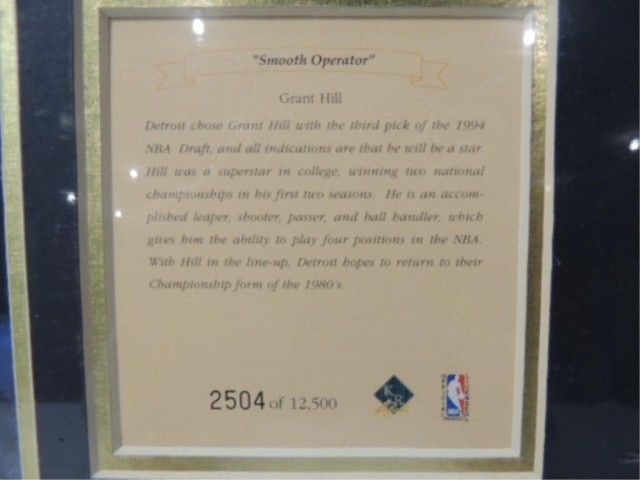 "Smooth Operator"
Grant Hill
Detroit chose Grant Hill with the third pick of the 1994
NBA Draft, and all indications are that he will be a star.
Hill was a superstar in college, winning two national
championships in his first two seasons. He is an accom-
plished leaper, shooter, passer, and ball handler, which
gives him the ability to play four positions in the NBA.
With Hill in the line-up, Detroit hopes to return to their
Championship form of the 1980's.
2504 of 12,500
NBA